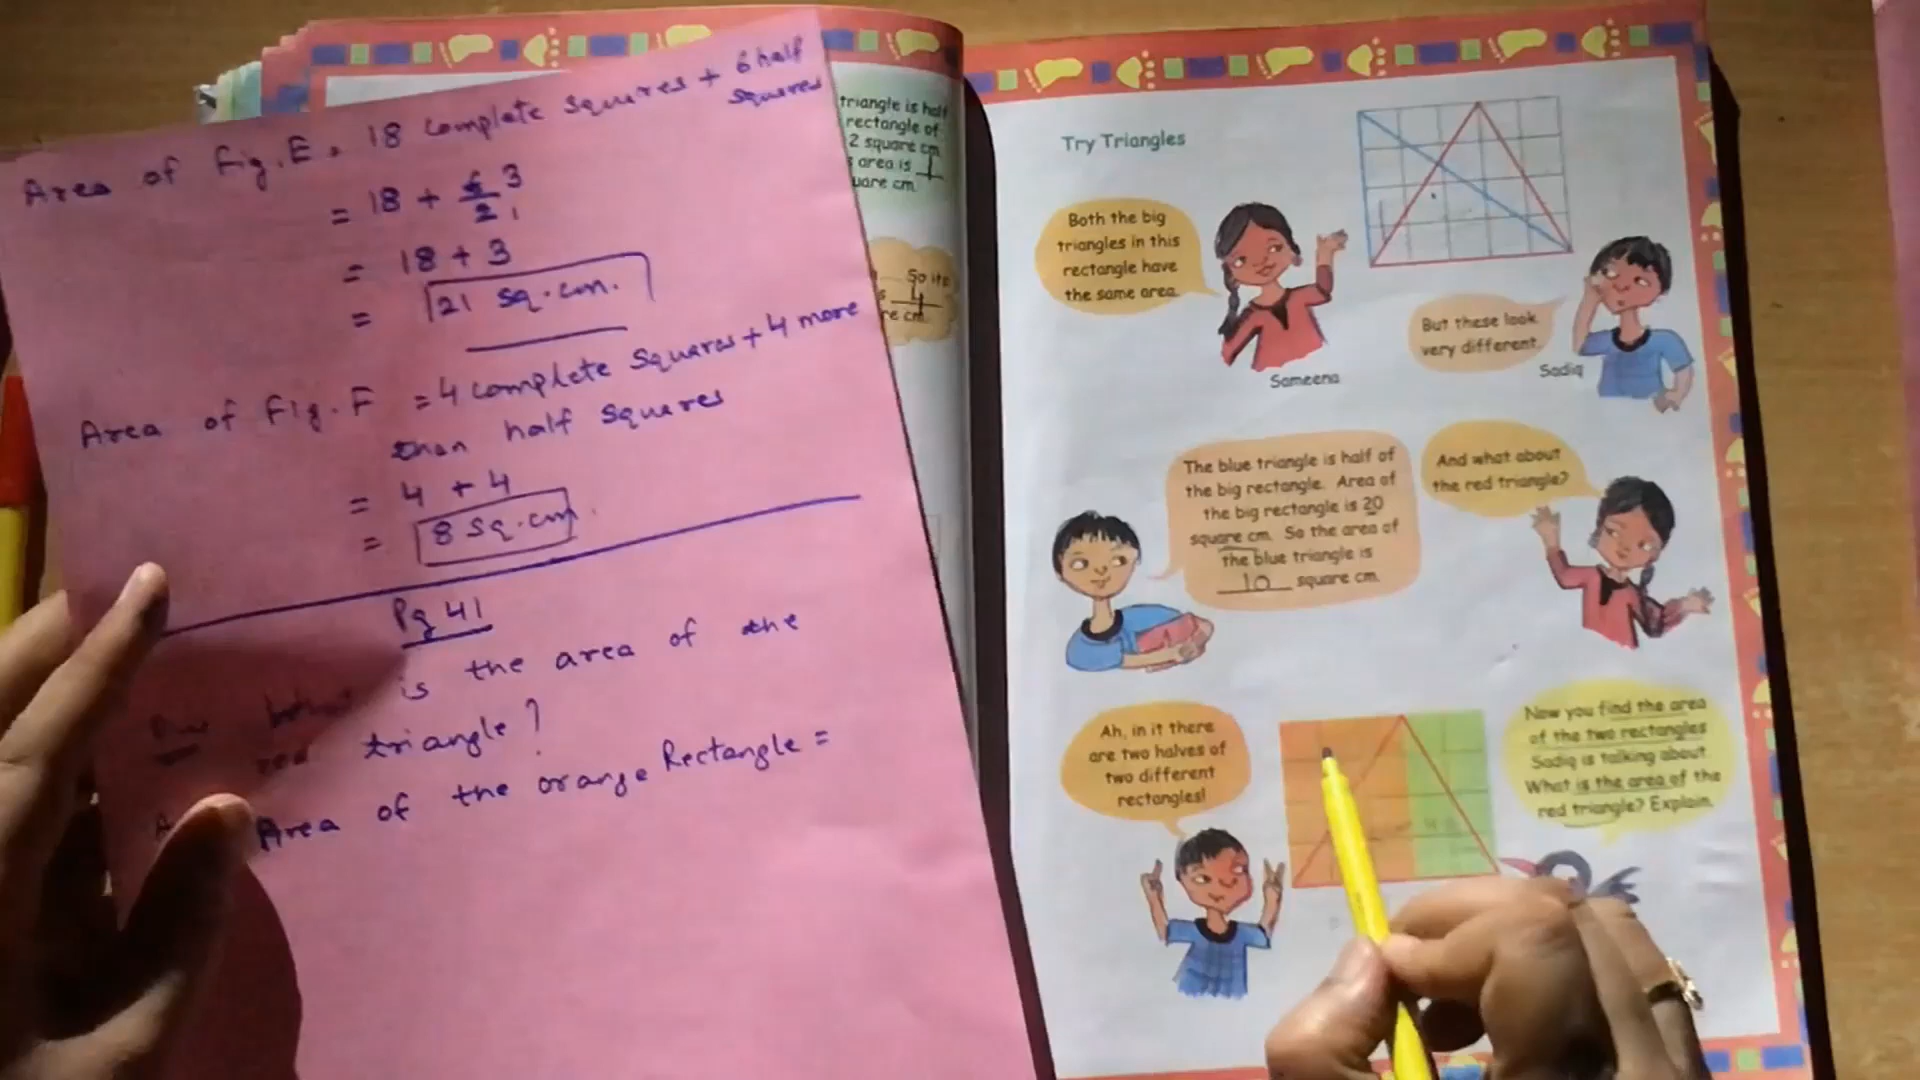 Area of Fig.E = 18 complete squares + 6 half
squares
= 18 + 6/2 3 1
= 18 + 3
= 21 sq.cm.
Area of Fig.F = 4 complete squares + 4 more
than half squares
= 4 + 4
= 8 sq.cm.
Pg 41
is the area of the
red triangle?
Area of the orange Rectangle =
triangle is half
rectangle of
2 square cm.
area is 1
square cm.
So its
4
re cm.
Try Triangles
Both the big
triangles in this
rectangle have
the same area.
Sameena
But these look
very different.
Sadiq
The blue triangle is half of
the big rectangle. Area of
the big rectangle is 20
square cm. So the area of
the blue triangle is
10 square cm.
And what about
the red triangle?
Ah, in it there
are two halves of
two different
rectangles!
Now you find the area
of the two rectangles
Sadiq is talking about.
What is the area of the
red triangle? Explain.